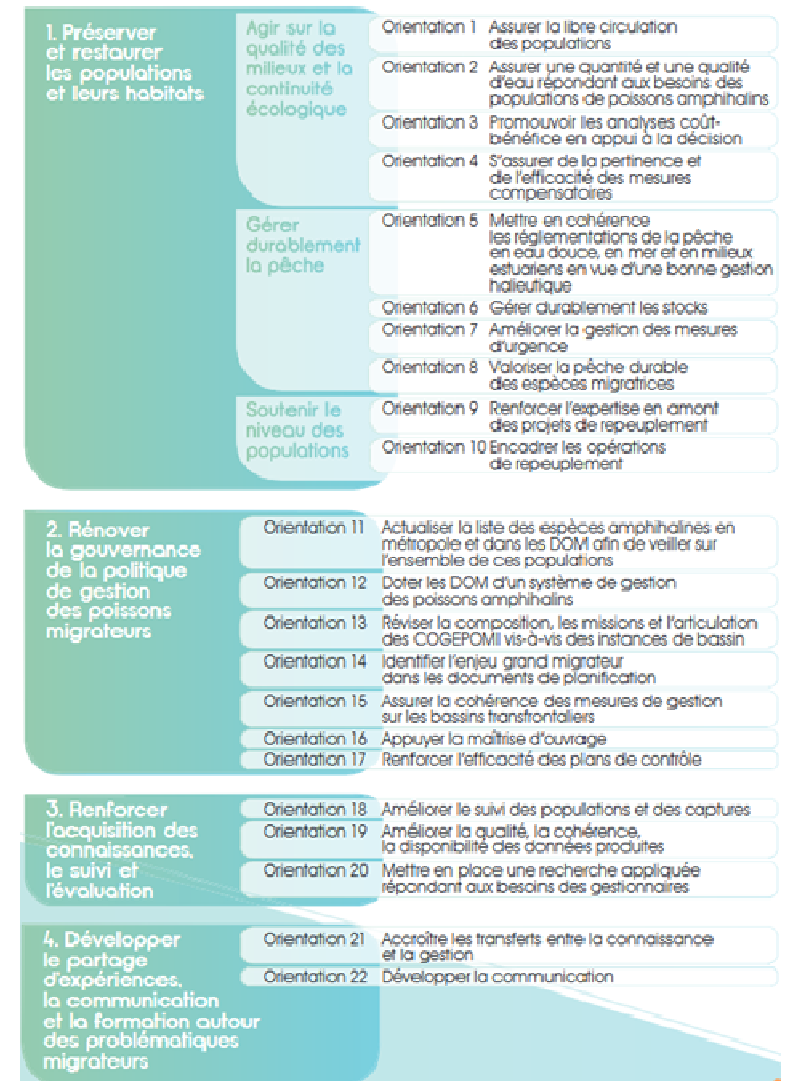 1. Préserver
et restaurer
les populations
et leurs habitats
Agir sur la
qualité des
milieux et la
continuité
écologique
Orientation 1 Assurer la libre circulation
des populations
Orientation 2 Assurer une quantité et une qualité
d'eau répondant aux besoins des
populations de poissons amphihalins
Orientation 3 Promouvoir les analyses coût-
bénéfice en appui à la décision
Orientation 4 S'assurer de la pertinence et
de l'efficacité des mesures
compensatoires
Gérer
durablement
la pêche
Orientation 5 Mettre en cohérence
les réglementations de la pêche
en eau douce, en mer et en milieux
estuariens en vue d'une bonne gestion
halieutique
Orientation 6 Gérer durablement les stocks
Orientation 7 Améliorer la gestion des mesures
d'urgence
Orientation 8 Valoriser la pêche durable
des espèces migratrices
Soutenir le
niveau des
populations
Orientation 9 Renforcer l'expertise en amont
des projets de repeuplement
Orientation 10 Encadrer les opérations
de repeuplement
2. Rénover
la gouvernance
de la politique
de gestion
des poissons
migrateurs
Orientation 11 Actualiser la liste des espèces amphihalines en
métropole et dans les DOM afin de veiller sur
l'ensemble de ces populations
Orientation 12 Doter les DOM d'un système de gestion
des poissons amphihalins
Orientation 13 Réviser la composition, les missions et l'articulation
des COGEPOMI vis-à-vis des instances de bassin
Orientation 14 Identifier l'enjeu grand migrateur
dans les documents de planification
Orientation 15 Assurer la cohérence des mesures de gestion
sur les bassins transfrontaliers
Orientation 16 Appuyer la maîtrise d'ouvrage
Orientation 17 Renforcer l'efficacité des plans de contrôle
3. Renforcer
l'acquisition des
connaissances,
le suivi et
l'évaluation
Orientation 18 Améliorer le suivi des populations et des captures
Orientation 19 Améliorer la qualité, la cohérence,
la disponibilité des données produites
Orientation 20 Mettre en place une recherche appliquée
répondant aux besoins des gestionnaires
4. Développer
le partage
d'expériences,
la communication
et la formation autour
des problématiques
migrateurs
Orientation 21 Accroître les transferts entre la connaissance
et la gestion
Orientation 22 Développer la communication